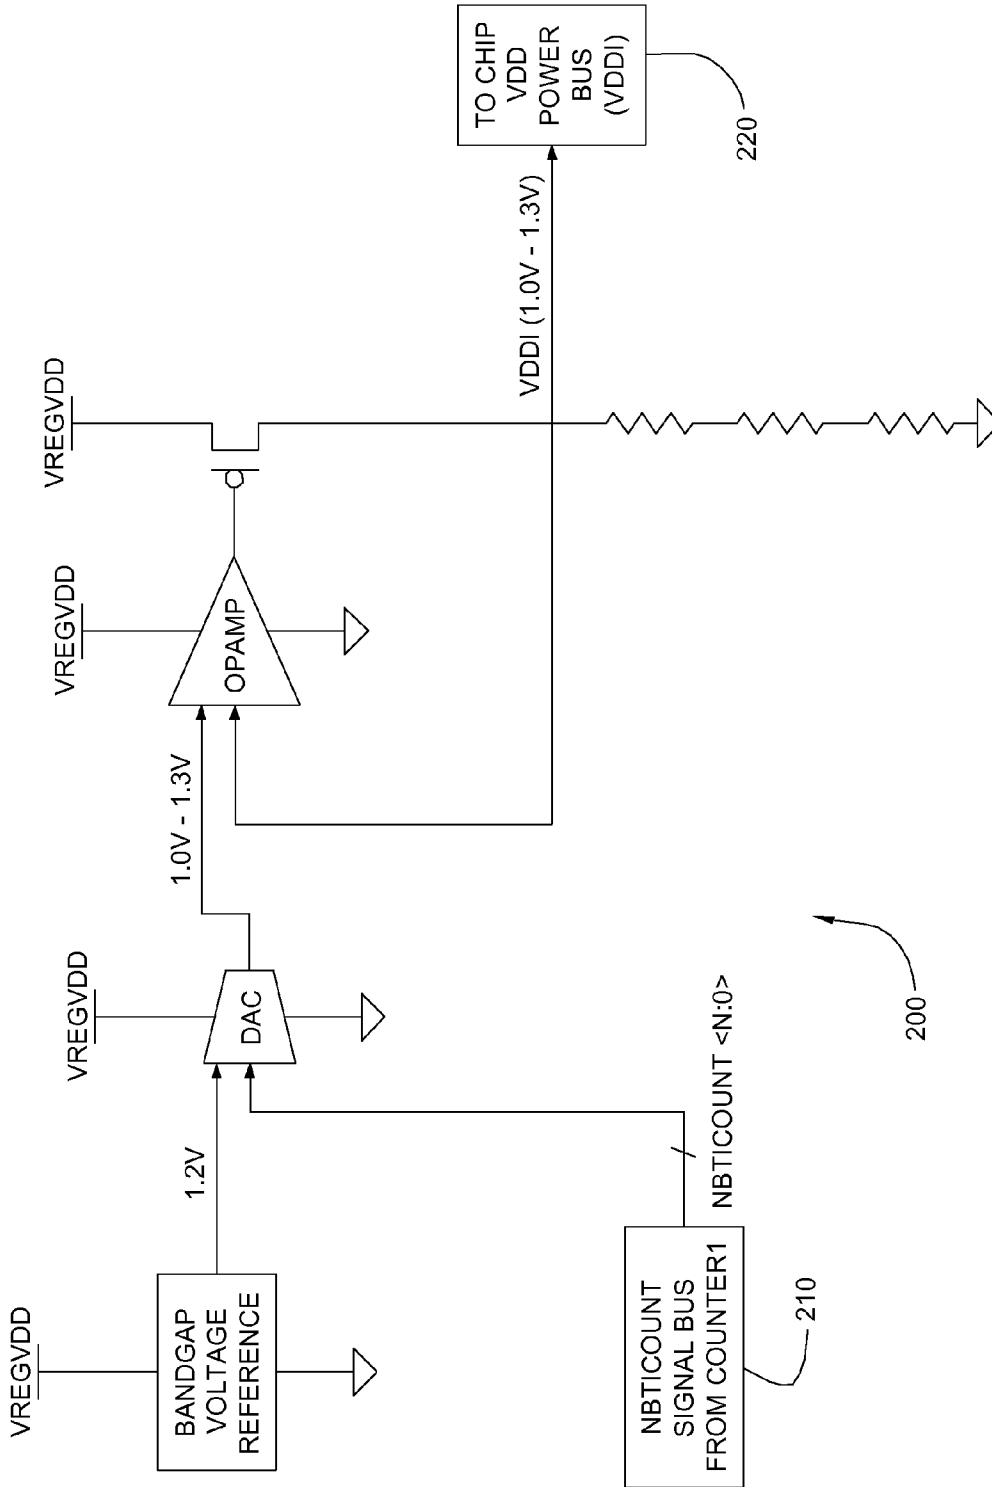 VREGVDD
BANDGAP
VOLTAGE
REFERENCE
1.2V
NBTICOUNT
SIGNAL BUS
FROM COUNTER1
210
NBTICOUNT <N:0>
VREGVDD
DAC
1.0V - 1.3V
200
VREGVDD
OPAMP
VREGVDD
VDDI (1.0V - 1.3V)
TO CHIP
VDD
POWER
BUS
(VDDI)
220